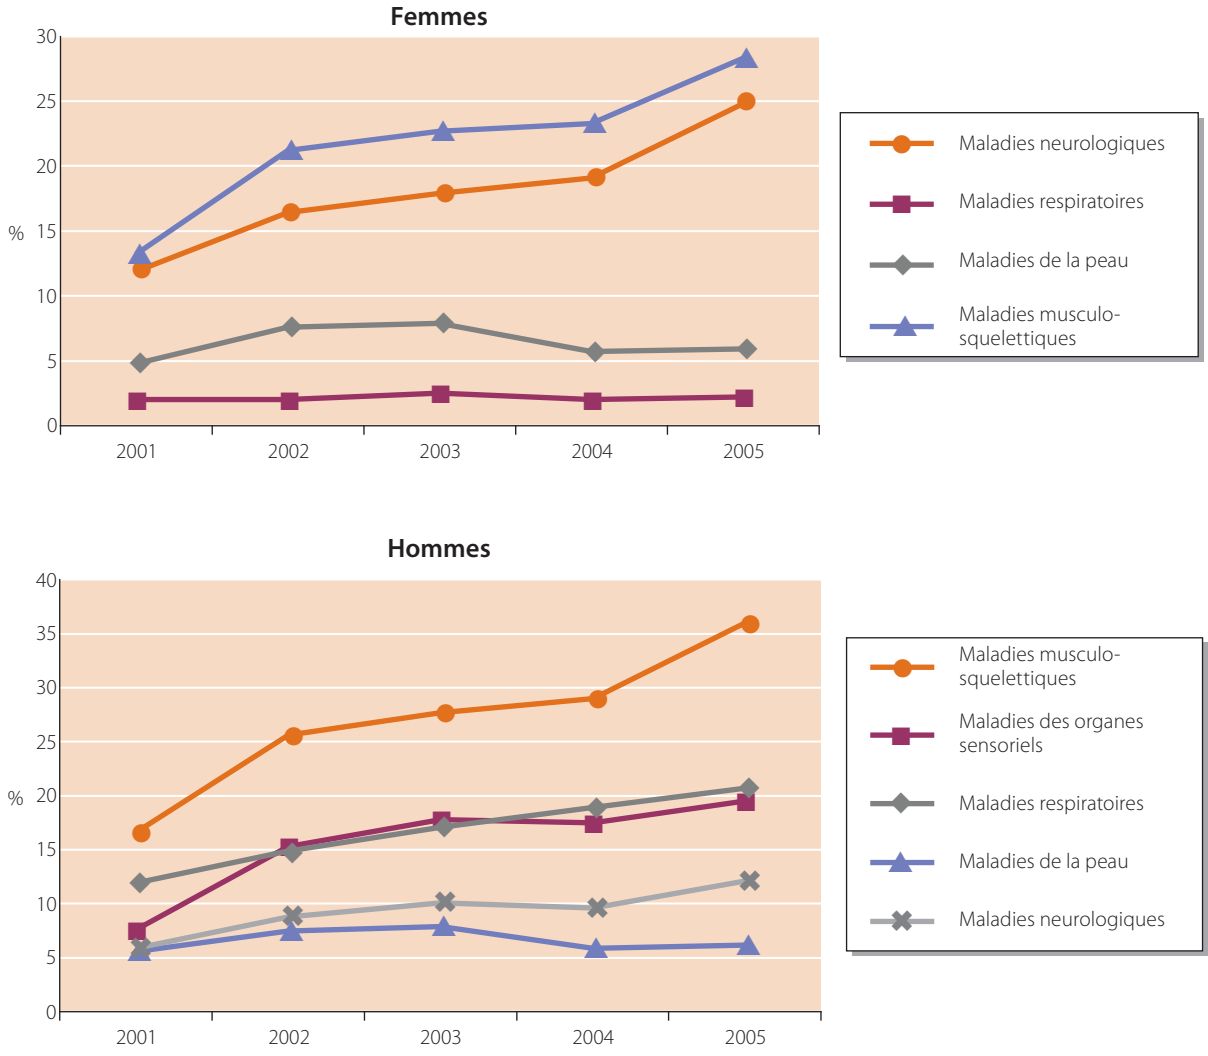 Femmes
30
25
20
% 15
10
5
0
2001 2002 2003 2004 2005
Maladies neurologiques
Maladies respiratoires
Maladies de la peau
Maladies musculo-
squelettiques
Hommes
40
35
30
25
% 20
15
10
5
0
2001 2002 2003 2004 2005
Maladies musculo-
squelettiques
Maladies des organes
sensoriels
Maladies respiratoires
Maladies de la peau
Maladies neurologiques